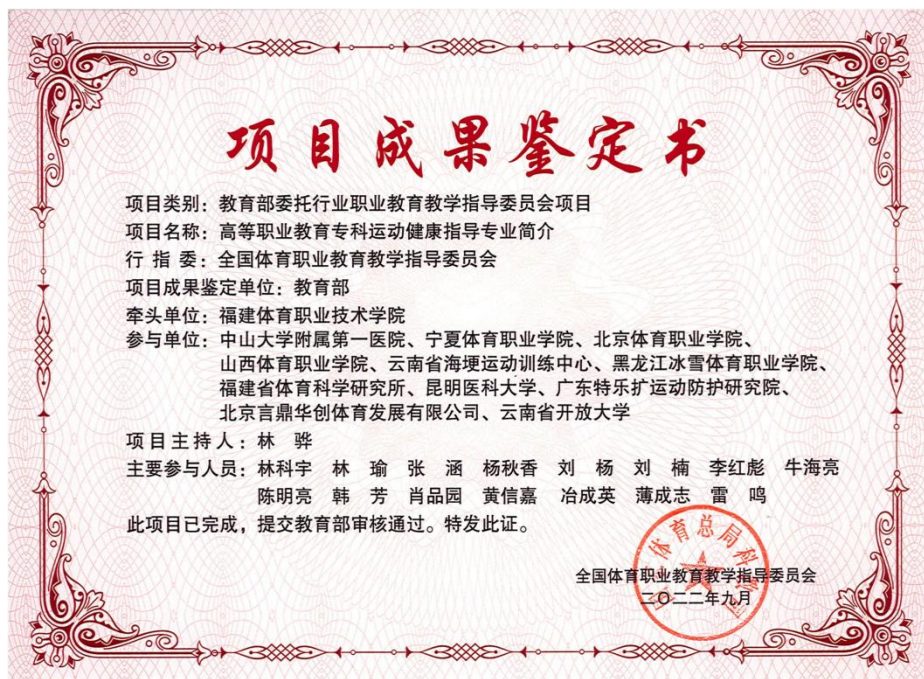 项目成果鉴定书
项目类别：教育部委托行业职业教育教学指导委员会项目
项目名称：高等职业教育专科运动健康指导专业简介
行 指 委：全国体育职业教育教学指导委员会
项目成果鉴定单位：教育部
牵头单位：福建体育职业技术学院
参与单位：中山大学附属第一医院、宁夏体育职业学院、北京体育职业学院、
山西体育职业学院、云南省海埂运动训练中心、黑龙江冰雪体育职业学院、
福建省体育科学研究所、昆明医科大学、广东特乐扩运动防护研究院、
北京言鼎华创体育发展有限公司、云南省开放大学
项目主持人：林 骅
主要参与人员：林科宇 林 瑜 张 涵 杨秋香 刘 杨 刘 楠 李红彪 牛海亮
陈明亮 韩 芳 肖品园 黄信嘉 冶成英 薄成志 雷 鸣
此项目已完成，提交教育部审核通过。特发此证。
体育总局科
全国体育职业教育教学指导委员会
二〇二二年九月